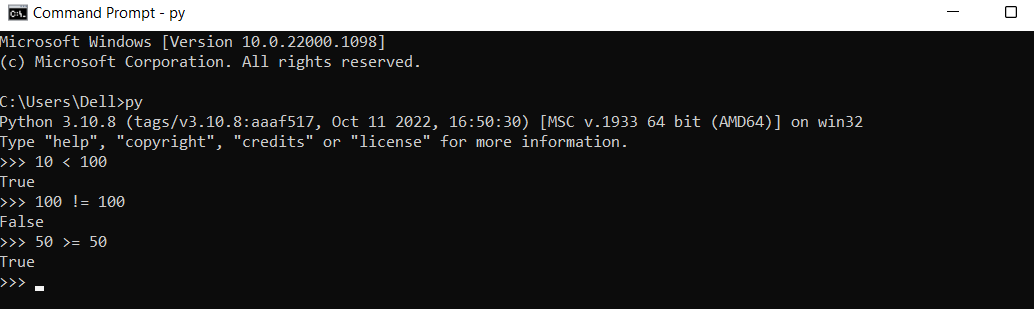 Command Prompt - py
Microsoft Windows [Version 10.0.22000.1098]
(c) Microsoft Corporation. All rights reserved.
C:\Users\Dell>py
Python 3.10.8 (tags/v3.10.8:aaaf517, Oct 11 2022, 16:50:30) [MSC v.1933 64 bit (AMD64)] on win32
Type "help", "copyright", "credits" or "license" for more information.
>>> 10 < 100
True
>>> 100 != 100
False
>>> 50 >= 50
True
>>>